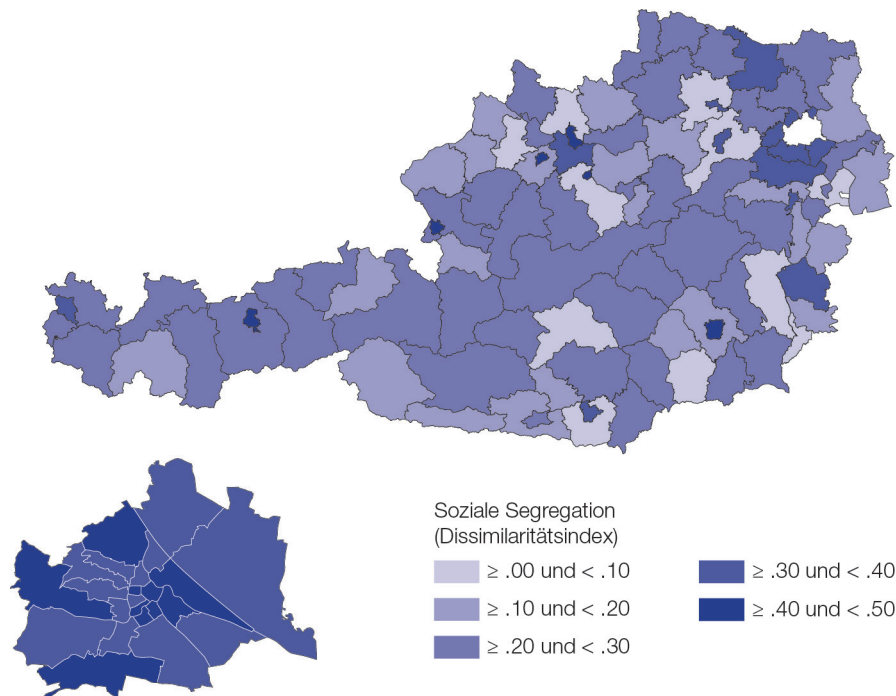 Soziale Segregation
(Dissimilaritätsindex)
≥ .00 und < .10
≥ .10 und < .20
≥ .20 und < .30
≥ .30 und < .40
≥ .40 und < .50